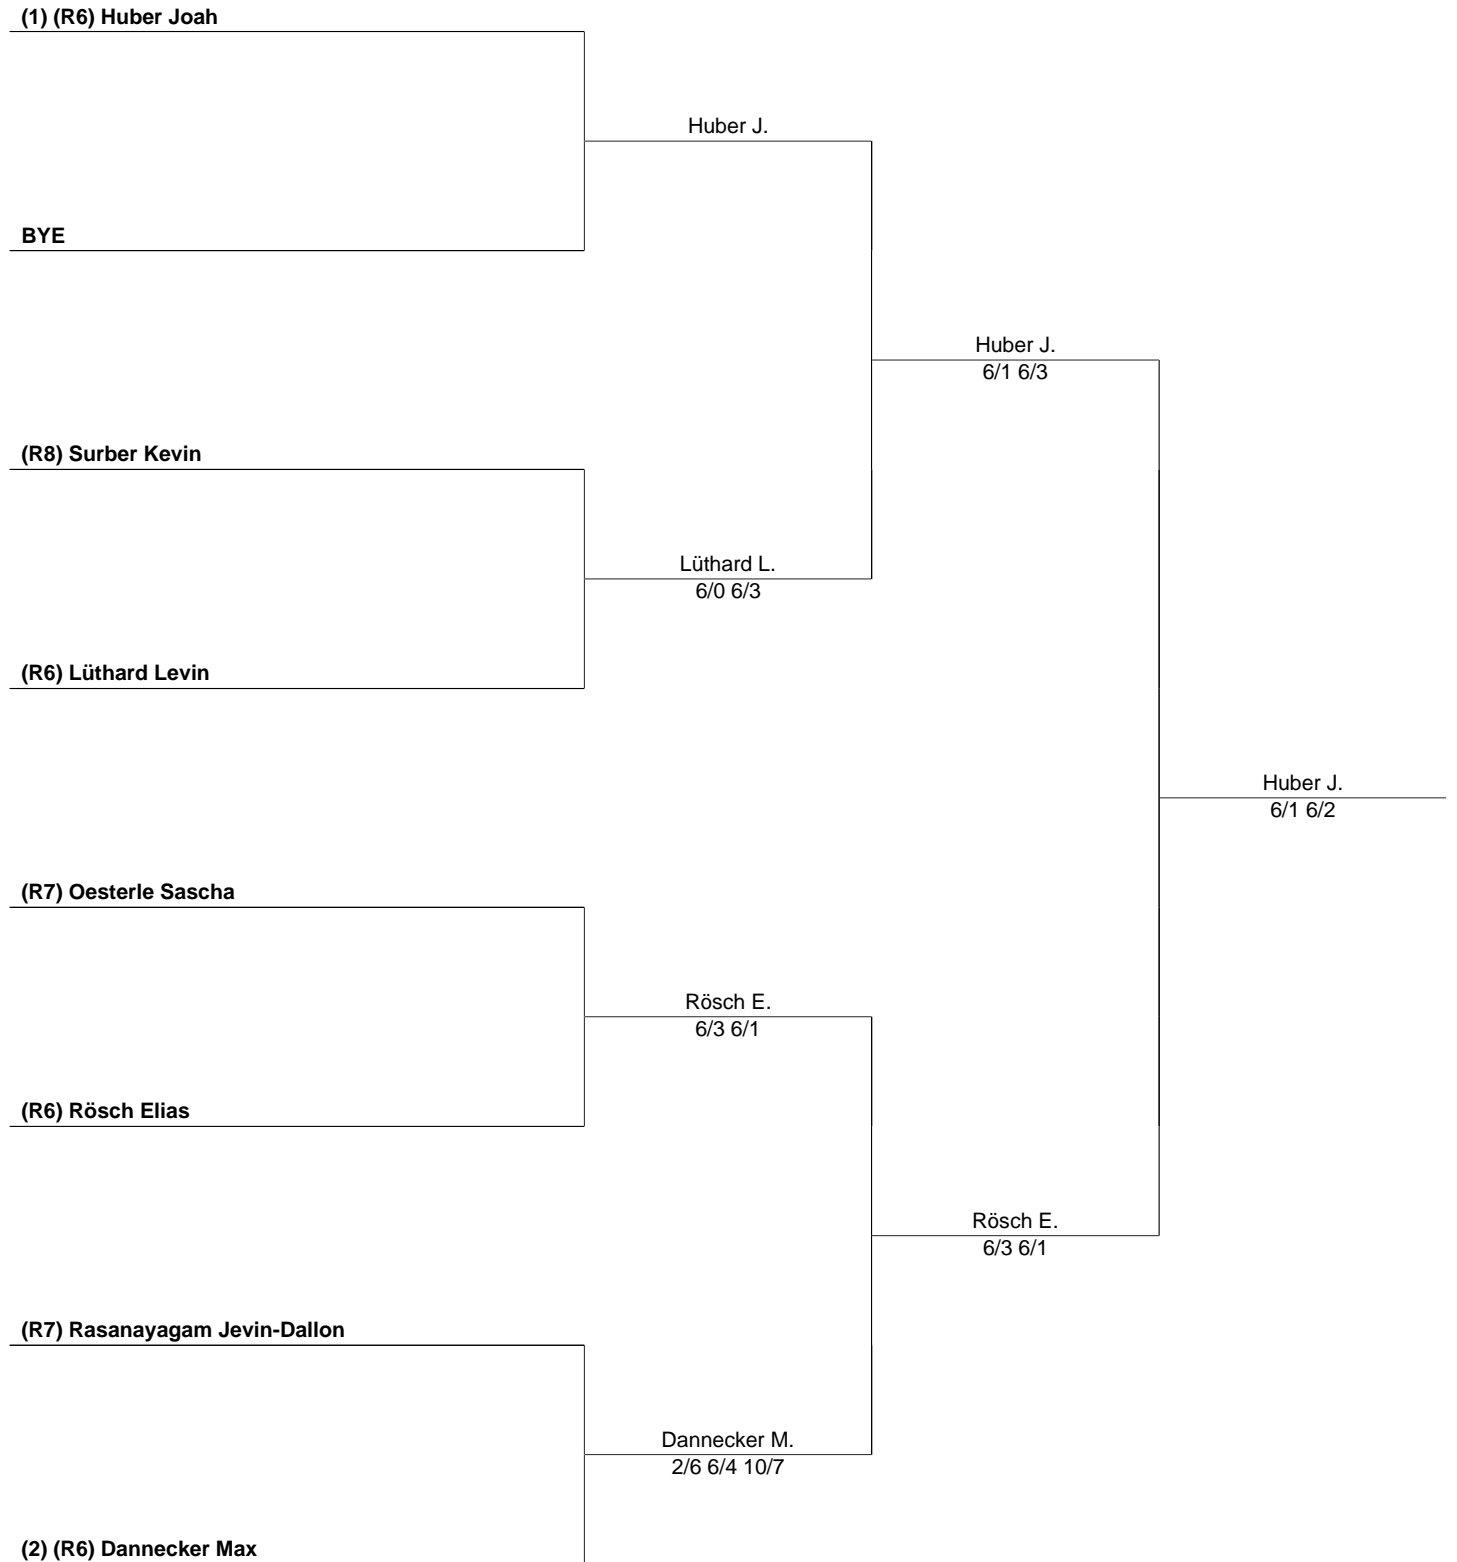 (1) (R6) Huber Joah
Huber J.
BYE
Huber J.
6/1 6/3
(R8) Surber Kevin
Lüthard L.
6/0 6/3
(R6) Lüthard Levin
Huber J.
6/1 6/2
(R7) Oesterle Sascha
Rösch E.
6/3 6/1
(R6) Rösch Elias
Rösch E.
6/3 6/1
(R7) Rasanayagam Jevin-Dallon
Dannecker M.
2/6 6/4 10/7
(2) (R6) Dannecker Max